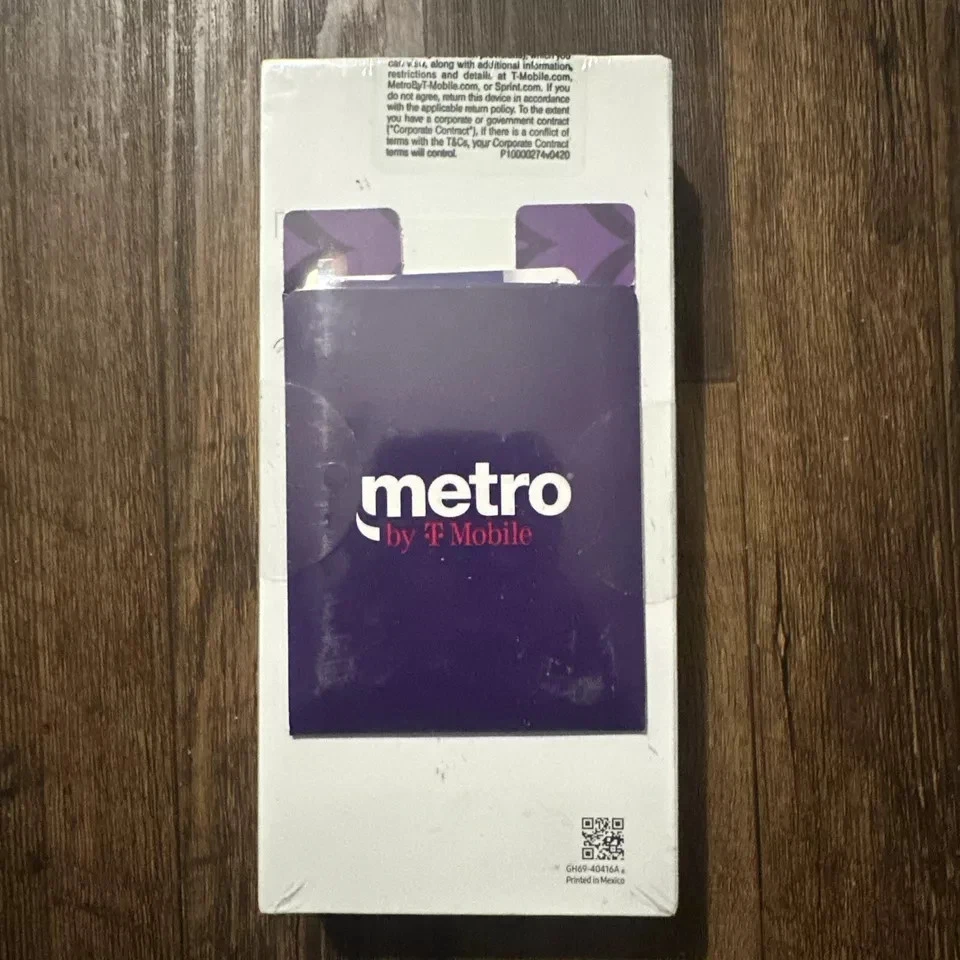 along with additional information,
restrictions and details at T-Mobile.com,
MetroByT-Mobile.com, or Sprint.com. If you
do not agree, return this device in accordance
with the applicable return policy. To the extent
you have a corporate or government contract
("Corporate Contract"), if there is a conflict of
terms with the T&Cs, your Corporate Contract
terms will control. P10000274v0420
metro
by T Mobile
GH69-40416A
Printed in Mexico